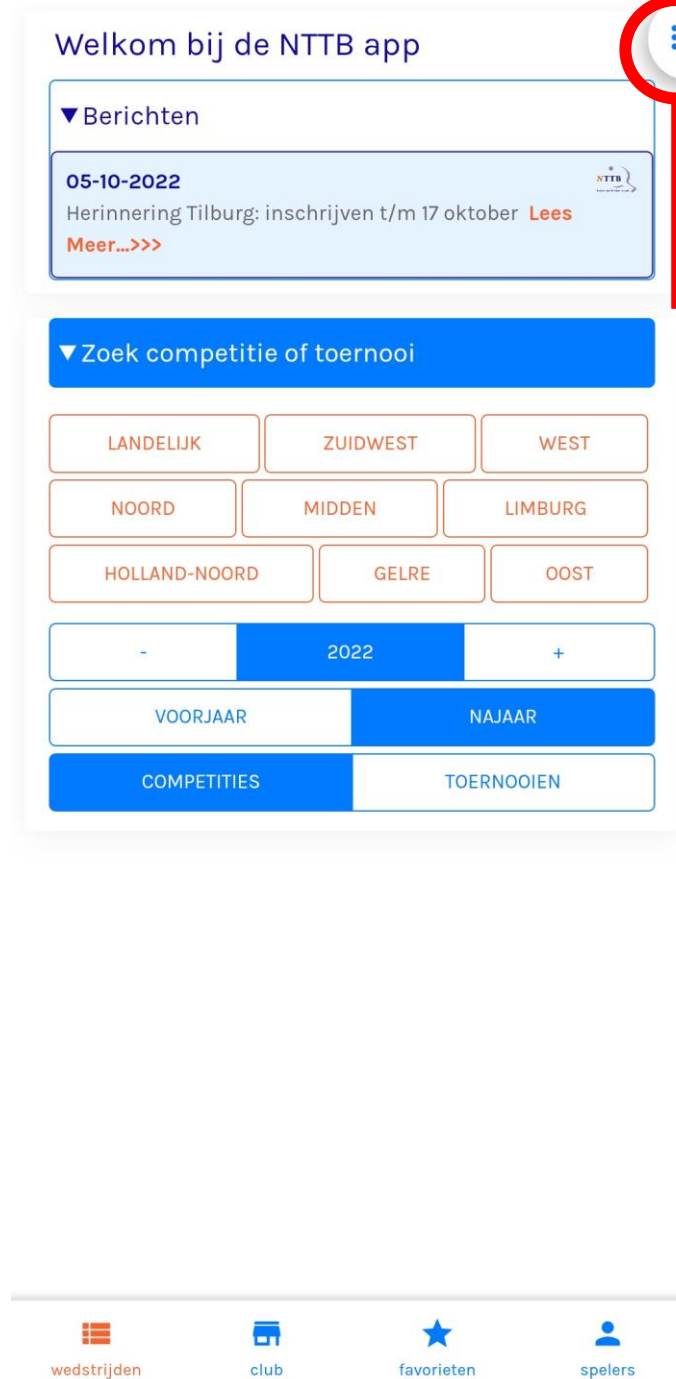 Welkom bij de NTTB app
▼Berichten
05-10-2022
NTTB
Herinnering Tilburg: inschrijven t/m 17 oktober Lees
Meer...>>>
▼Zoek competitie of toernooi
LANDELIJK ZUIDWEST WEST
NOORD MIDDEN LIMBURG
HOLLAND-NOORD GELRE OOST
- 2022 +
VOORJAAR NAJAAR
COMPETITIES TOERNOOIEN
wedstrijden club favorieten spelers